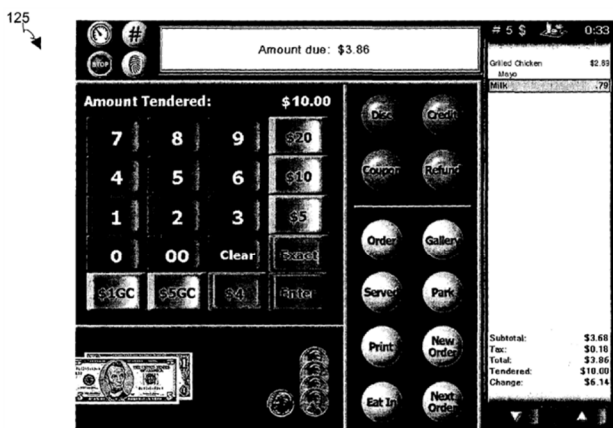 125
# # 5 $ 0:33
STOP
Amount due: $3.86
Grilled Chicken $2.89
Mayo
Milk .79
Amount Tendered: $10.00
7 8 9 $20
4 5 6 $10
1 2 3 $5
0 00 Clear Exact
$1GC $5GC $4 Enter
Disc Credit
Coupon Refund
Order Gallery
Served Park
Print New Order
Eat In Next Order
Subtotal: $3.68
Tax: $0.18
Total: $3.86
Tendered: $10.00
Change: $6.14